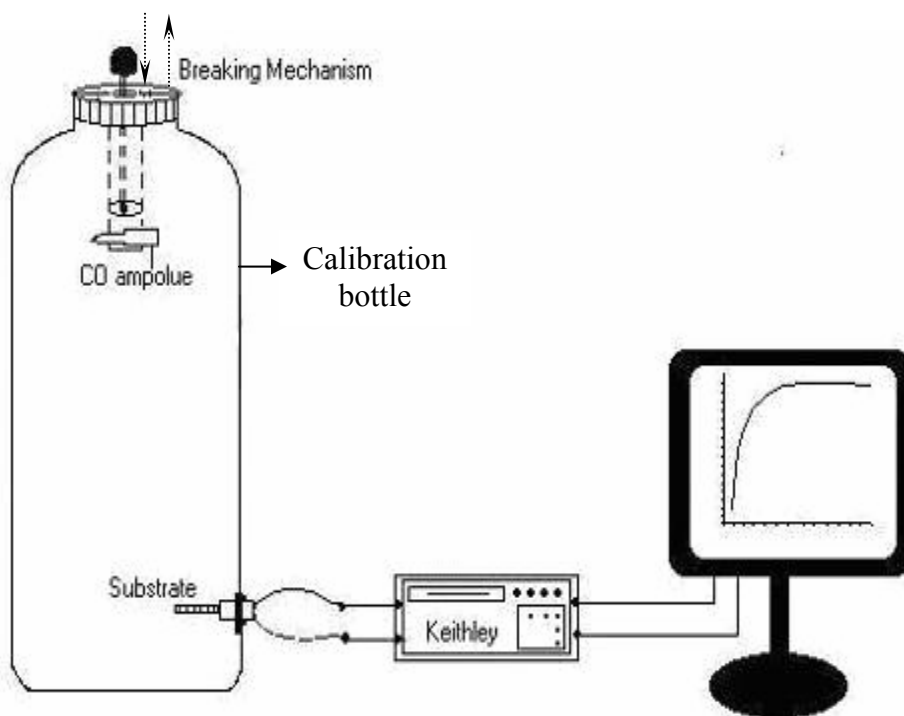 Breaking Mechanism
CO ampolue
Calibration
bottle
Substrate
Keithley